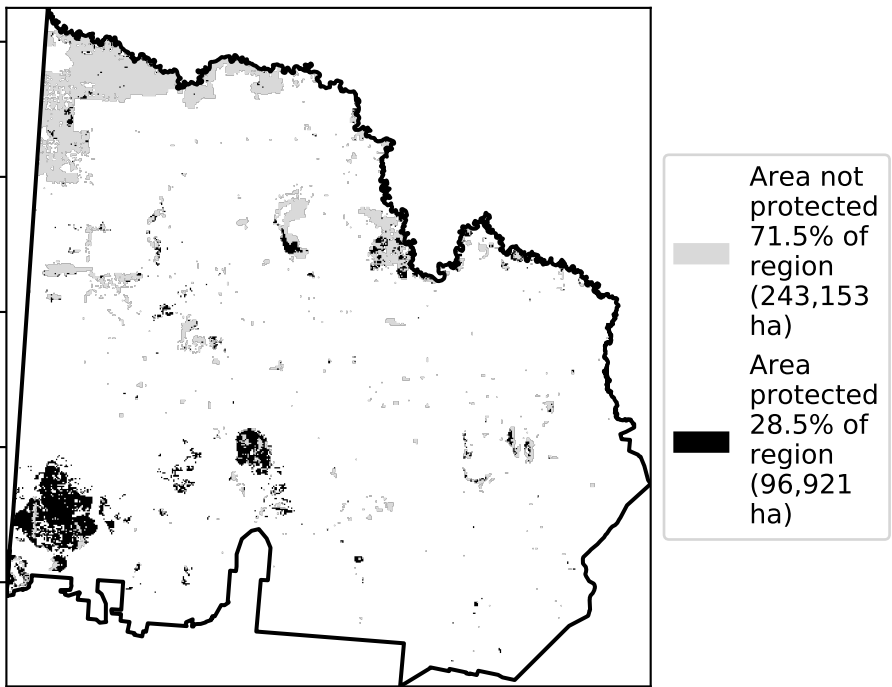 Area not
protected
71.5% of
region
(243,153
ha)
Area
protected
28.5% of
region
(96,921
ha)